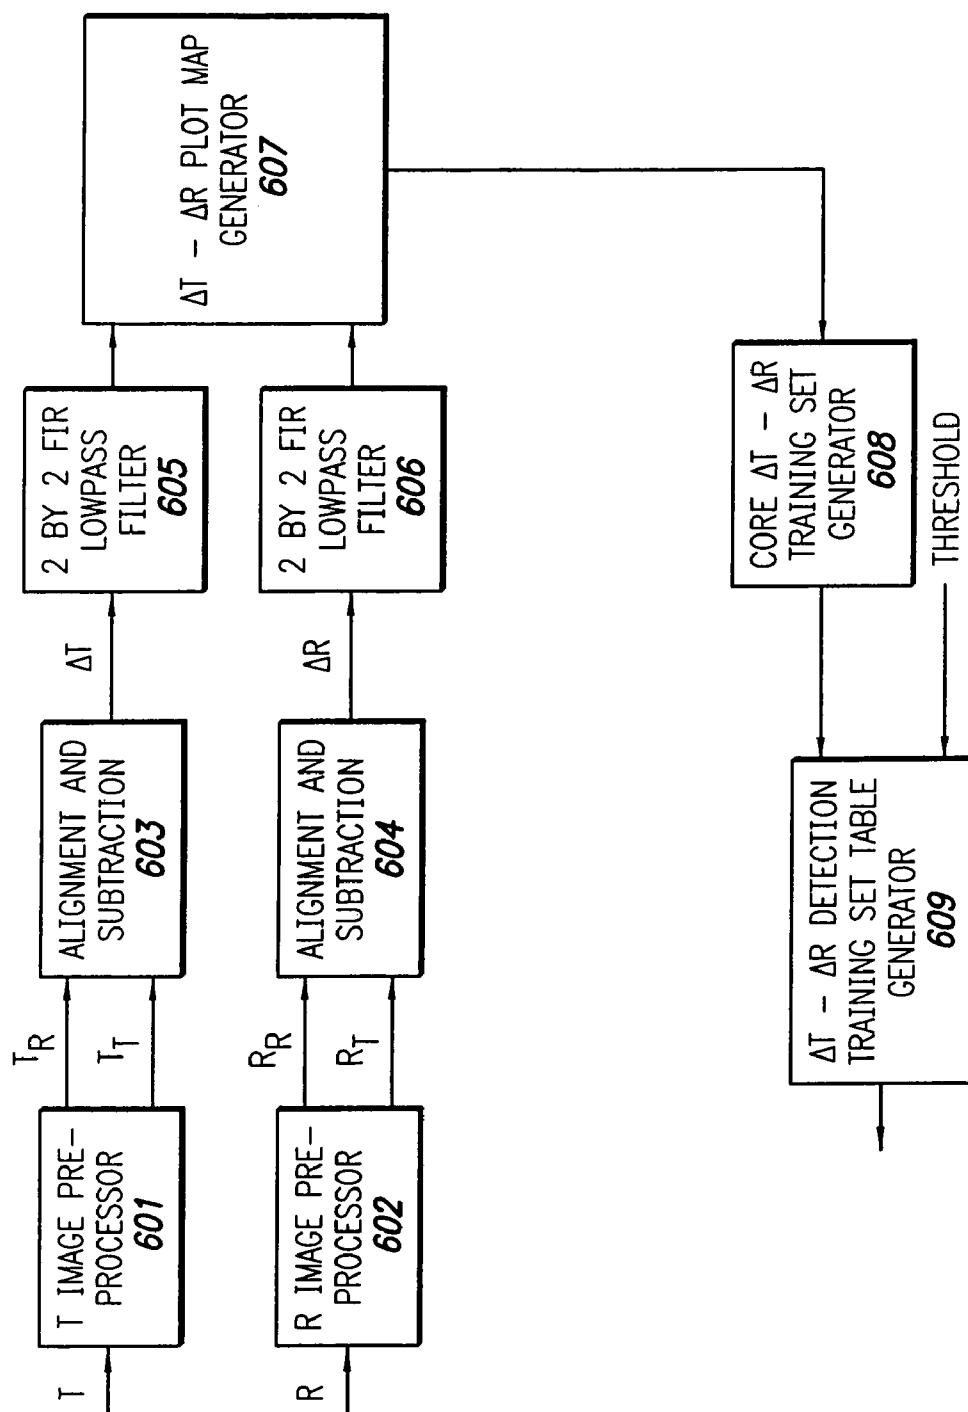 T
T IMAGE PRE-
PROCESSOR
601
T_R
T_T
ALIGNMENT AND
SUBTRACTION
603
ΔT
2 BY 2 FIR
LOWPASS
FILTER
605
R
R IMAGE PRE-
PROCESSOR
602
R_R
R_T
ALIGNMENT AND
SUBTRACTION
604
ΔR
2 BY 2 FIR
LOWPASS
FILTER
606
ΔT - ΔR PLOT MAP
GENERATOR
607
CORE ΔT - ΔR
TRAINING SET
GENERATOR
608
THRESHOLD
ΔT - ΔR DETECTION
TRAINING SET TABLE
GENERATOR
609